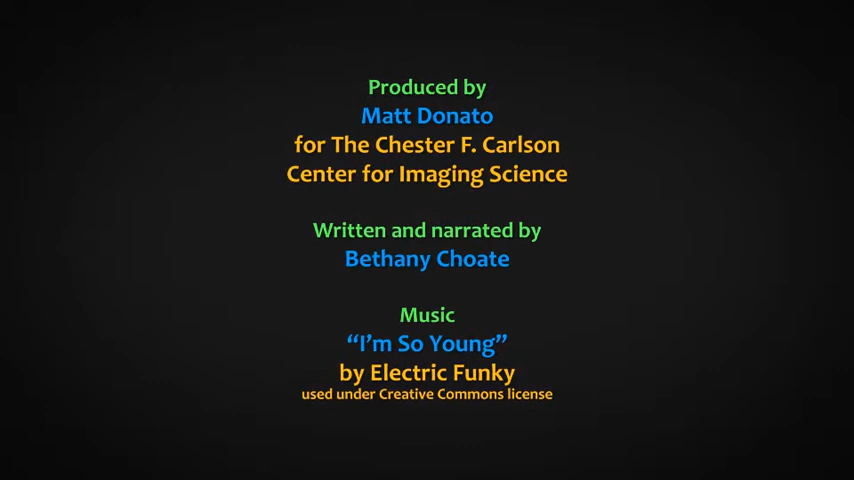 Produced by
Matt Donato
for The Chester F. Carlson
Center for Imaging Science
Written and narrated by
Bethany Choate
Music
“I’m So Young”
by Electric Funky
used under Creative Commons license